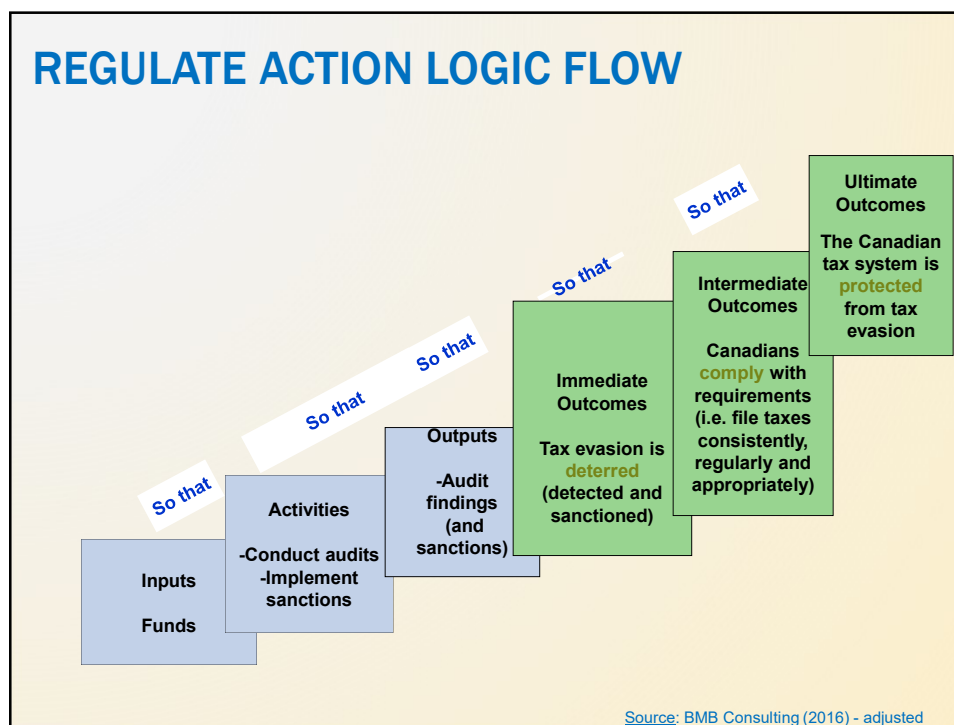 REGULATE ACTION LOGIC FLOW
So that
So that
So that
So that
So that
Inputs
Funds
Activities
-Conduct audits
-Implement
sanctions
Outputs
-Audit
findings
(and
sanctions)
Immediate
Outcomes
Tax evasion is
deterred
(detected and
sanctioned)
Intermediate
Outcomes
Canadians
comply with
requirements
(i.e. file taxes
consistently,
regularly and
appropriately)
Ultimate
Outcomes
The Canadian
tax system is
protected
from tax
evasion
Source: BMB Consulting (2016) - adjusted